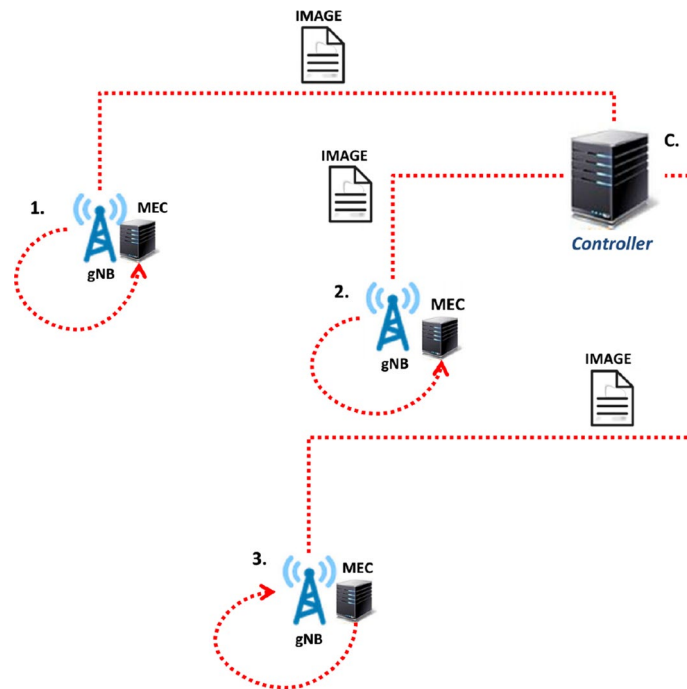 IMAGE
C.
IMAGE
1.
MEC
Controller
gNB
2.
MEC
IMAGE
gNB
3.
MEC
gNB